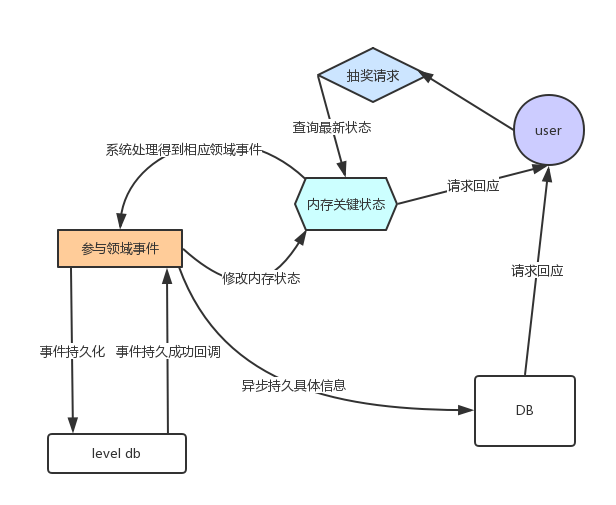 抽奖请求
查询最新状态
user
系统处理得到相应领域事件
请求回应
内存关键状态
参与领域事件
修改内存状态
请求回应
事件持久化
事件持久成功回调
异步持久具体信息
DB
level db